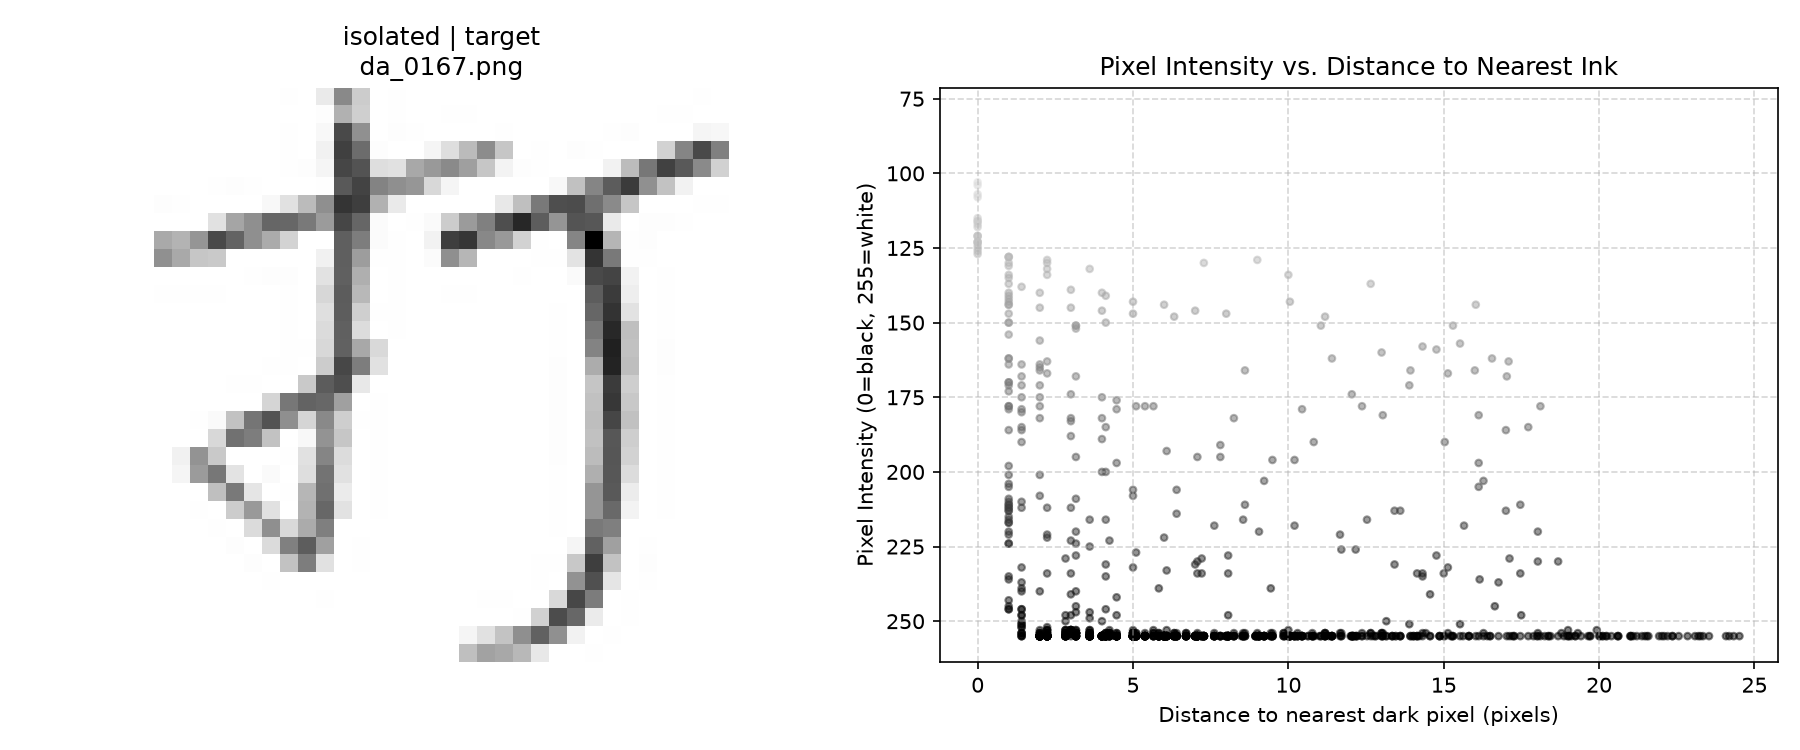 isolated | target
da_0167.png
打
Pixel Intensity vs. Distance to Nearest Ink
Pixel Intensity (0=black, 255=white)
75
100
125
150
175
200
225
250
0 5 10 15 20 25
Distance to nearest dark pixel (pixels)